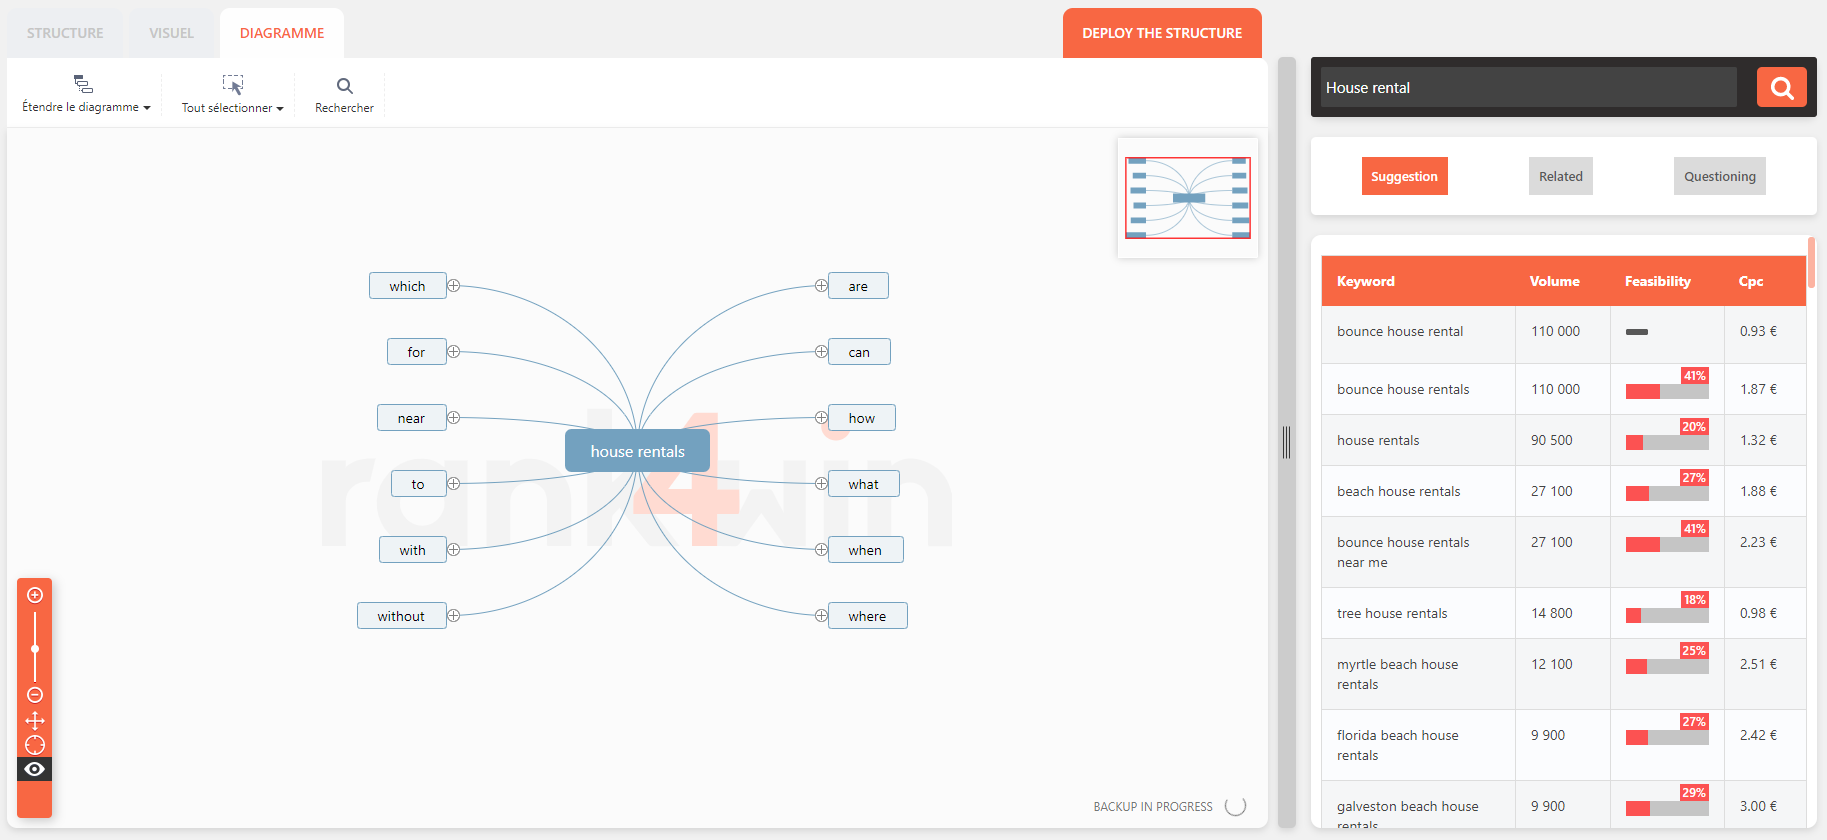 STRUCTURE
VISUEL
DIAGRAMME
DEPLOY THE STRUCTURE
Étendre le diagramme
Tout sélectionner
Rechercher
which
for
near
to
with
without
house rentals
are
can
how
what
when
where
rank4win
BACKUP IN PROGRESS
House rental
Suggestion
Related
Questioning
Keyword Volume Feasibility Cpc
bounce house rental 110 000 0.93 €
bounce house rentals 110 000 41% 1.87 €
house rentals 90 500 20% 1.32 €
beach house rentals 27 100 27% 1.88 €
bounce house rentals 27 100 41% 2.23 €
near me
tree house rentals 14 800 18% 0.98 €
myrtle beach house 12 100 25% 2.51 €
rentals
florida beach house 9 900 27% 2.42 €
rentals
galveston beach house 9 900 29% 3.00 €
rentals